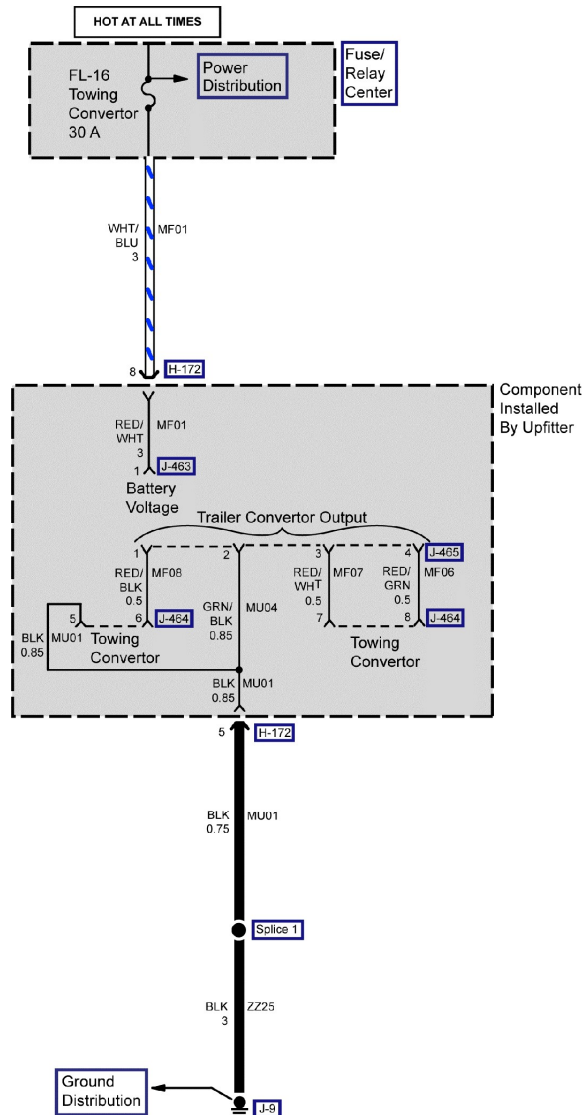 HOT AT ALL TIMES
FL-16
Towing
Convertor
30 A
Power
Distribution
Fuse/
Relay
Center
WHT/
BLU
3
MF01
8
H-172
Component
Installed
By Upfitter
RED/
WHT
3
MF01
1
J-463
Battery
Voltage
Trailer Convertor Output
1
2
3
4
J-465
RED/
BLK
0.5
MF08
GRN/
BLK
0.85
MU04
RED/
WHT
0.5
MF07
RED/
GRN
0.5
MF06
5
6
J-464
7
8
J-464
BLK
0.85
MU01
Towing
Convertor
Towing
Convertor
BLK
0.85
MU01
5
H-172
BLK
0.75
MU01
Splice 1
BLK
3
ZZ25
Ground
Distribution
J-9